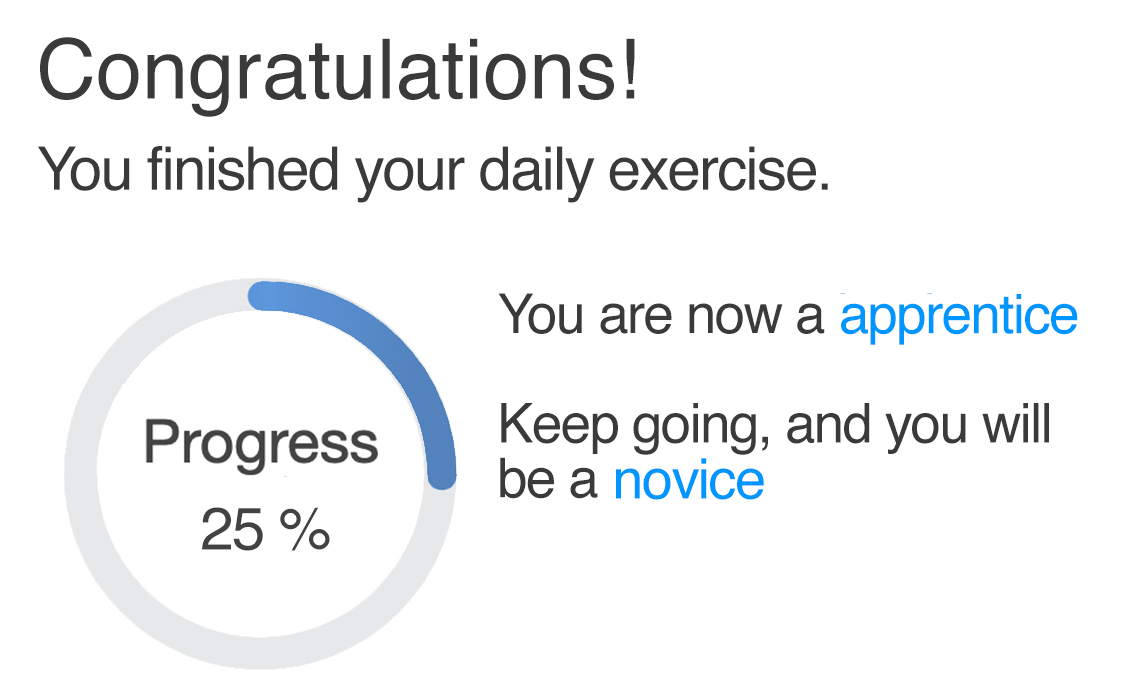 Congratulations!
You finished your daily exercise.
Progress
25 %
You are now a apprentice
Keep going, and you will
be a novice